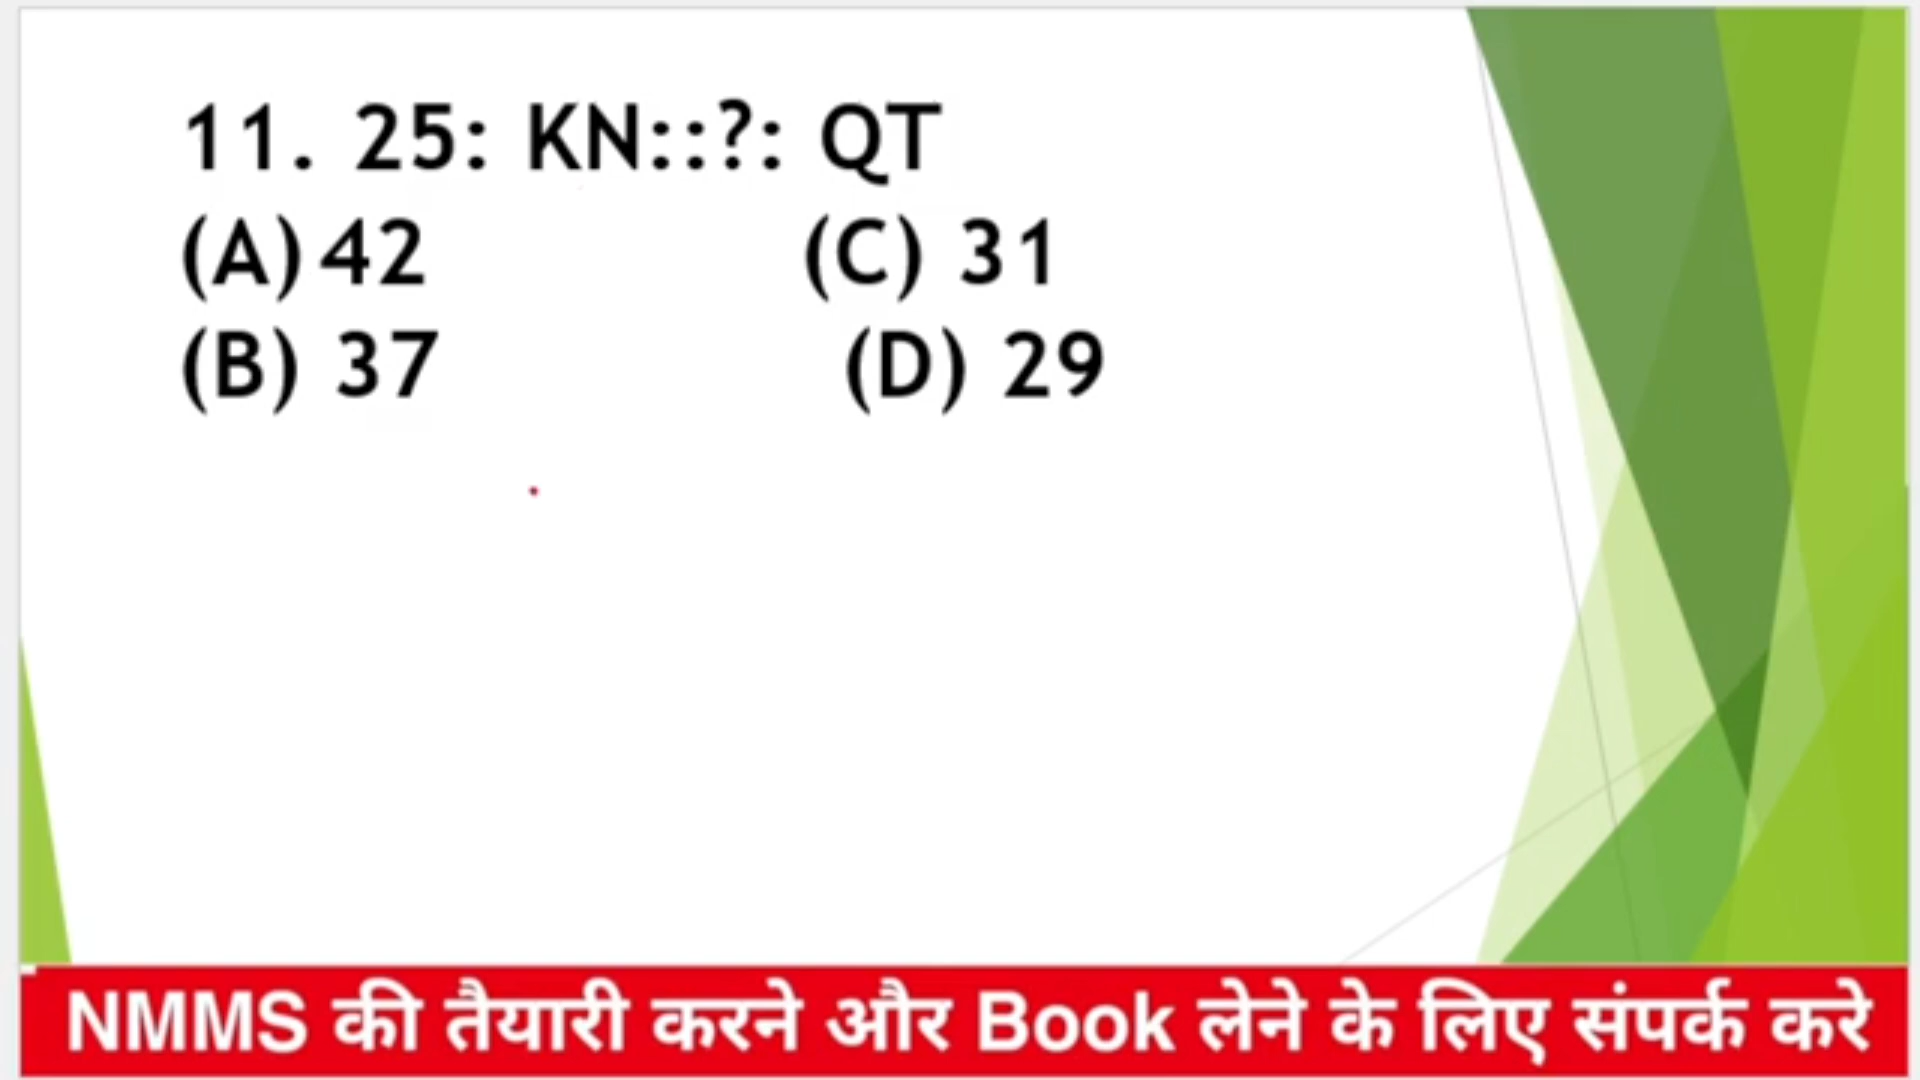 11. 25: KN::?: QT
(A) 42 (C) 31
(B) 37 (D) 29
NMMS की तैयारी करने और Book लेने के लिए संपर्क करे